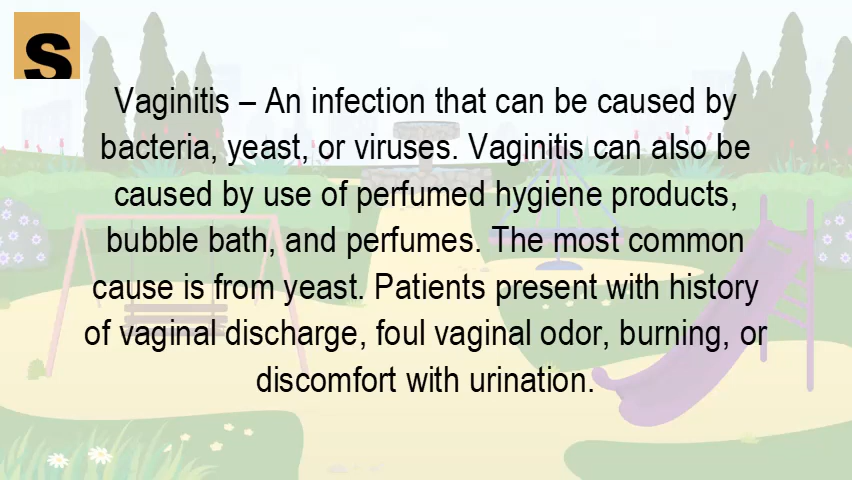 S
Vaginitis – An infection that can be caused by
bacteria, yeast, or viruses. Vaginitis can also be
caused by use of perfumed hygiene products,
bubble bath, and perfumes. The most common
cause is from yeast. Patients present with history
of vaginal discharge, foul vaginal odor, burning, or
discomfort with urination.